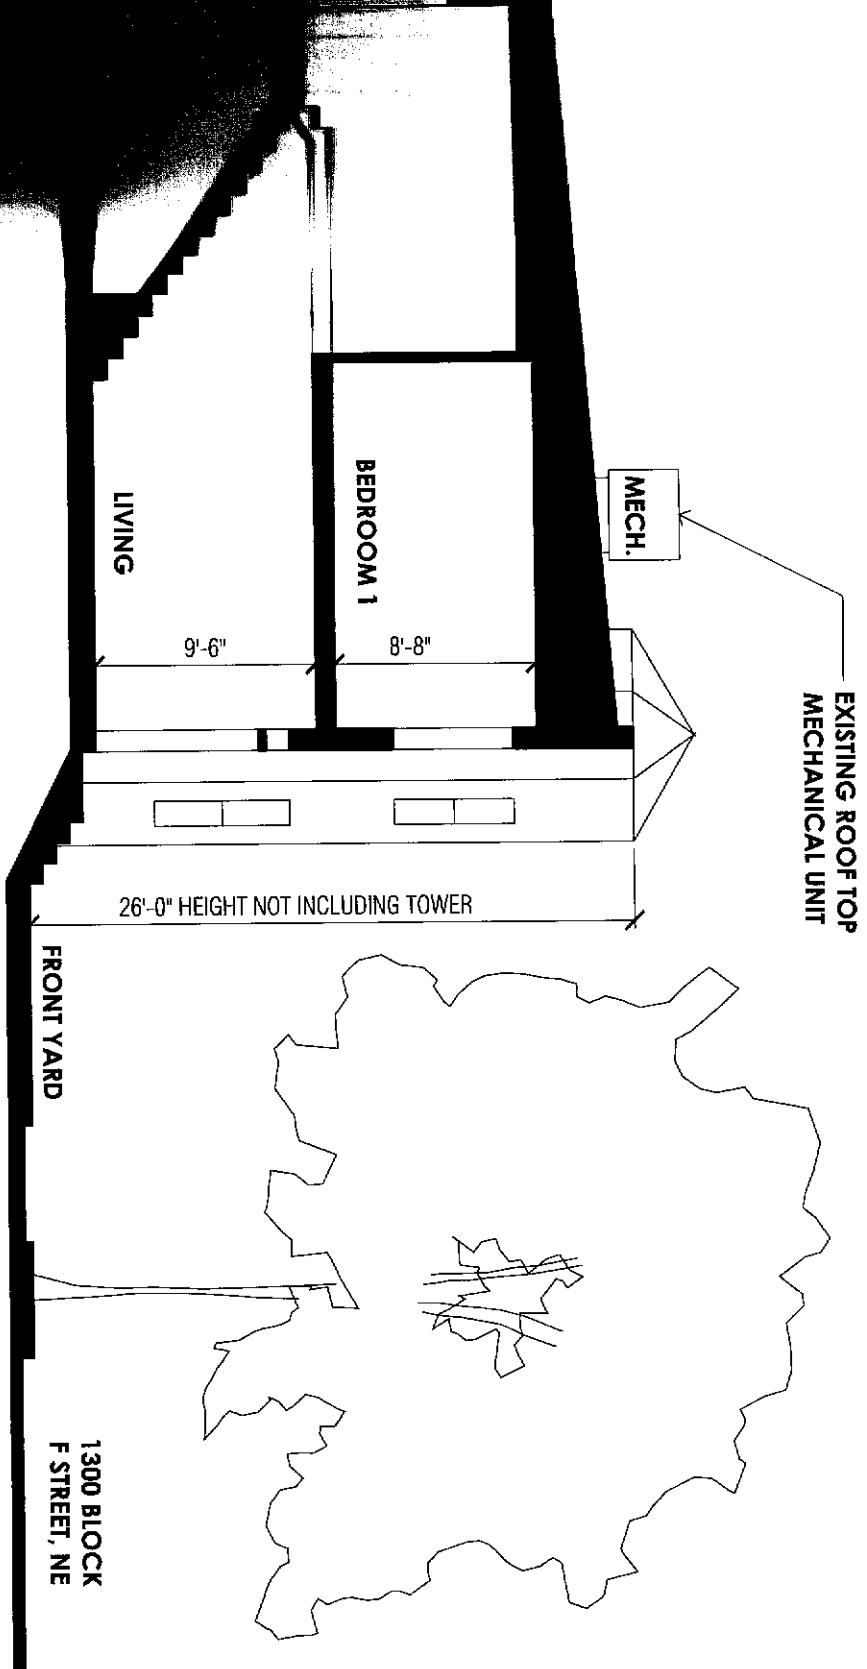 EXISTING ROOF TOP
MECHANICAL UNIT
MECH.
BEDROOM 1
8'-8"
LIVING
9'-6"
26'-0" HEIGHT NOT INCLUDING TOWER
FRONT YARD
1300 BLOCK
F STREET, NE